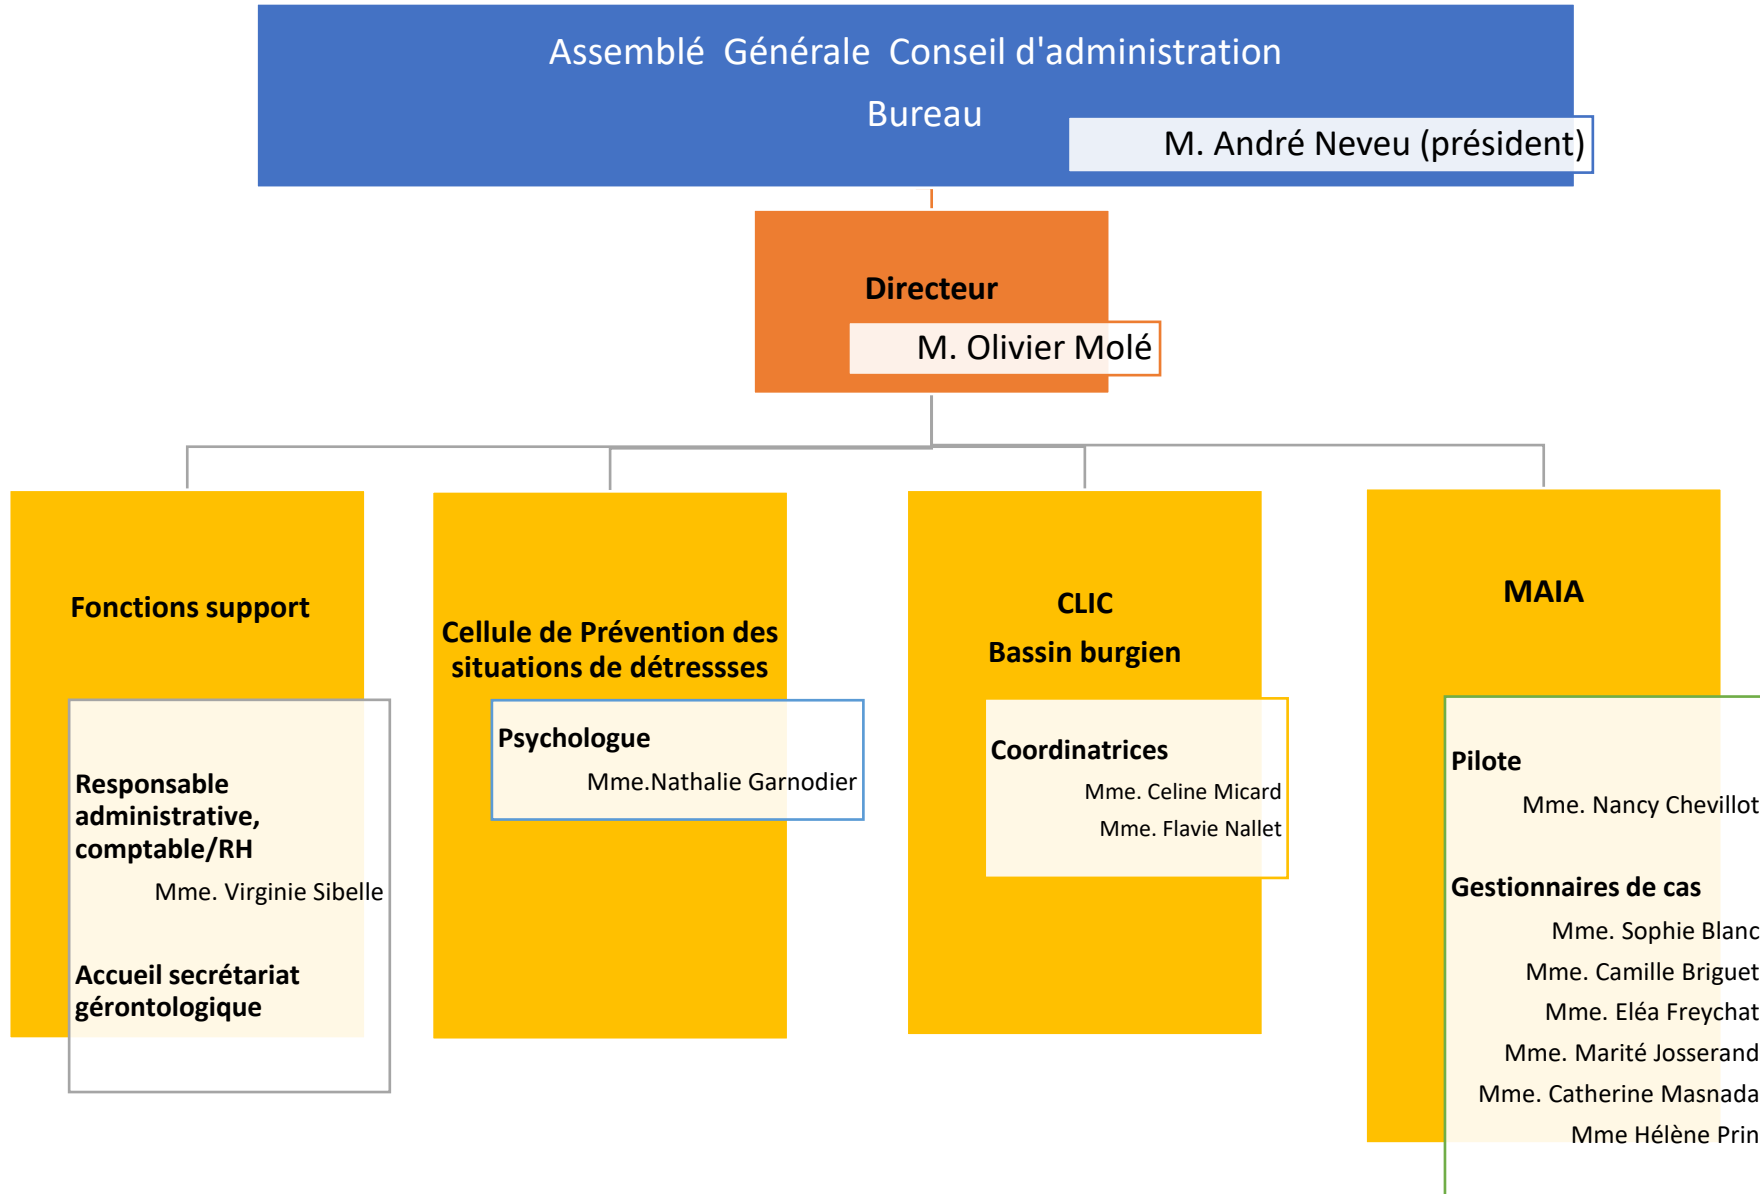 Assemblé Générale Conseil d'administration
Bureau
M. André Neveu (président)
Directeur
M. Olivier Molé
Fonctions support
Responsable
administrative,
comptable/RH
Mme. Virginie Sibelle
Accueil secrétariat
gérontologique
Cellule de Prévention des
situations de détressses
Psychologue
Mme.Nathalie Garnodier
CLIC
Bassin burgien
Coordinatrices
Mme. Celine Micard
Mme. Flavie Nallet
MAIA
Pilote
Mme. Nancy Chevillot
Gestionnaires de cas
Mme. Sophie Blanc
Mme. Camille Briguet
Mme. Eléa Freychat
Mme. Marité Josserand
Mme. Catherine Masnada
Mme Hélène Prin